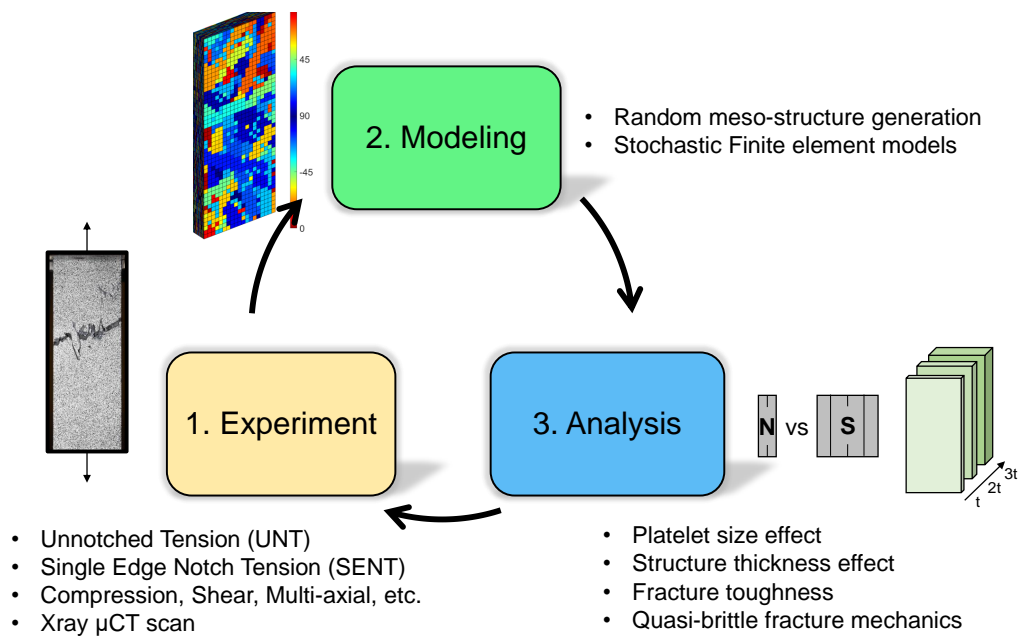 45
90
-45
0
2. Modeling
• Random meso-structure generation
• Stochastic Finite element models
1. Experiment
3. Analysis
N vs S
t
2t
3t
• Unnotched Tension (UNT)
• Single Edge Notch Tension (SENT)
• Compression, Shear, Multi-axial, etc.
• Xray µCT scan
• Platelet size effect
• Structure thickness effect
• Fracture toughness
• Quasi-brittle fracture mechanics